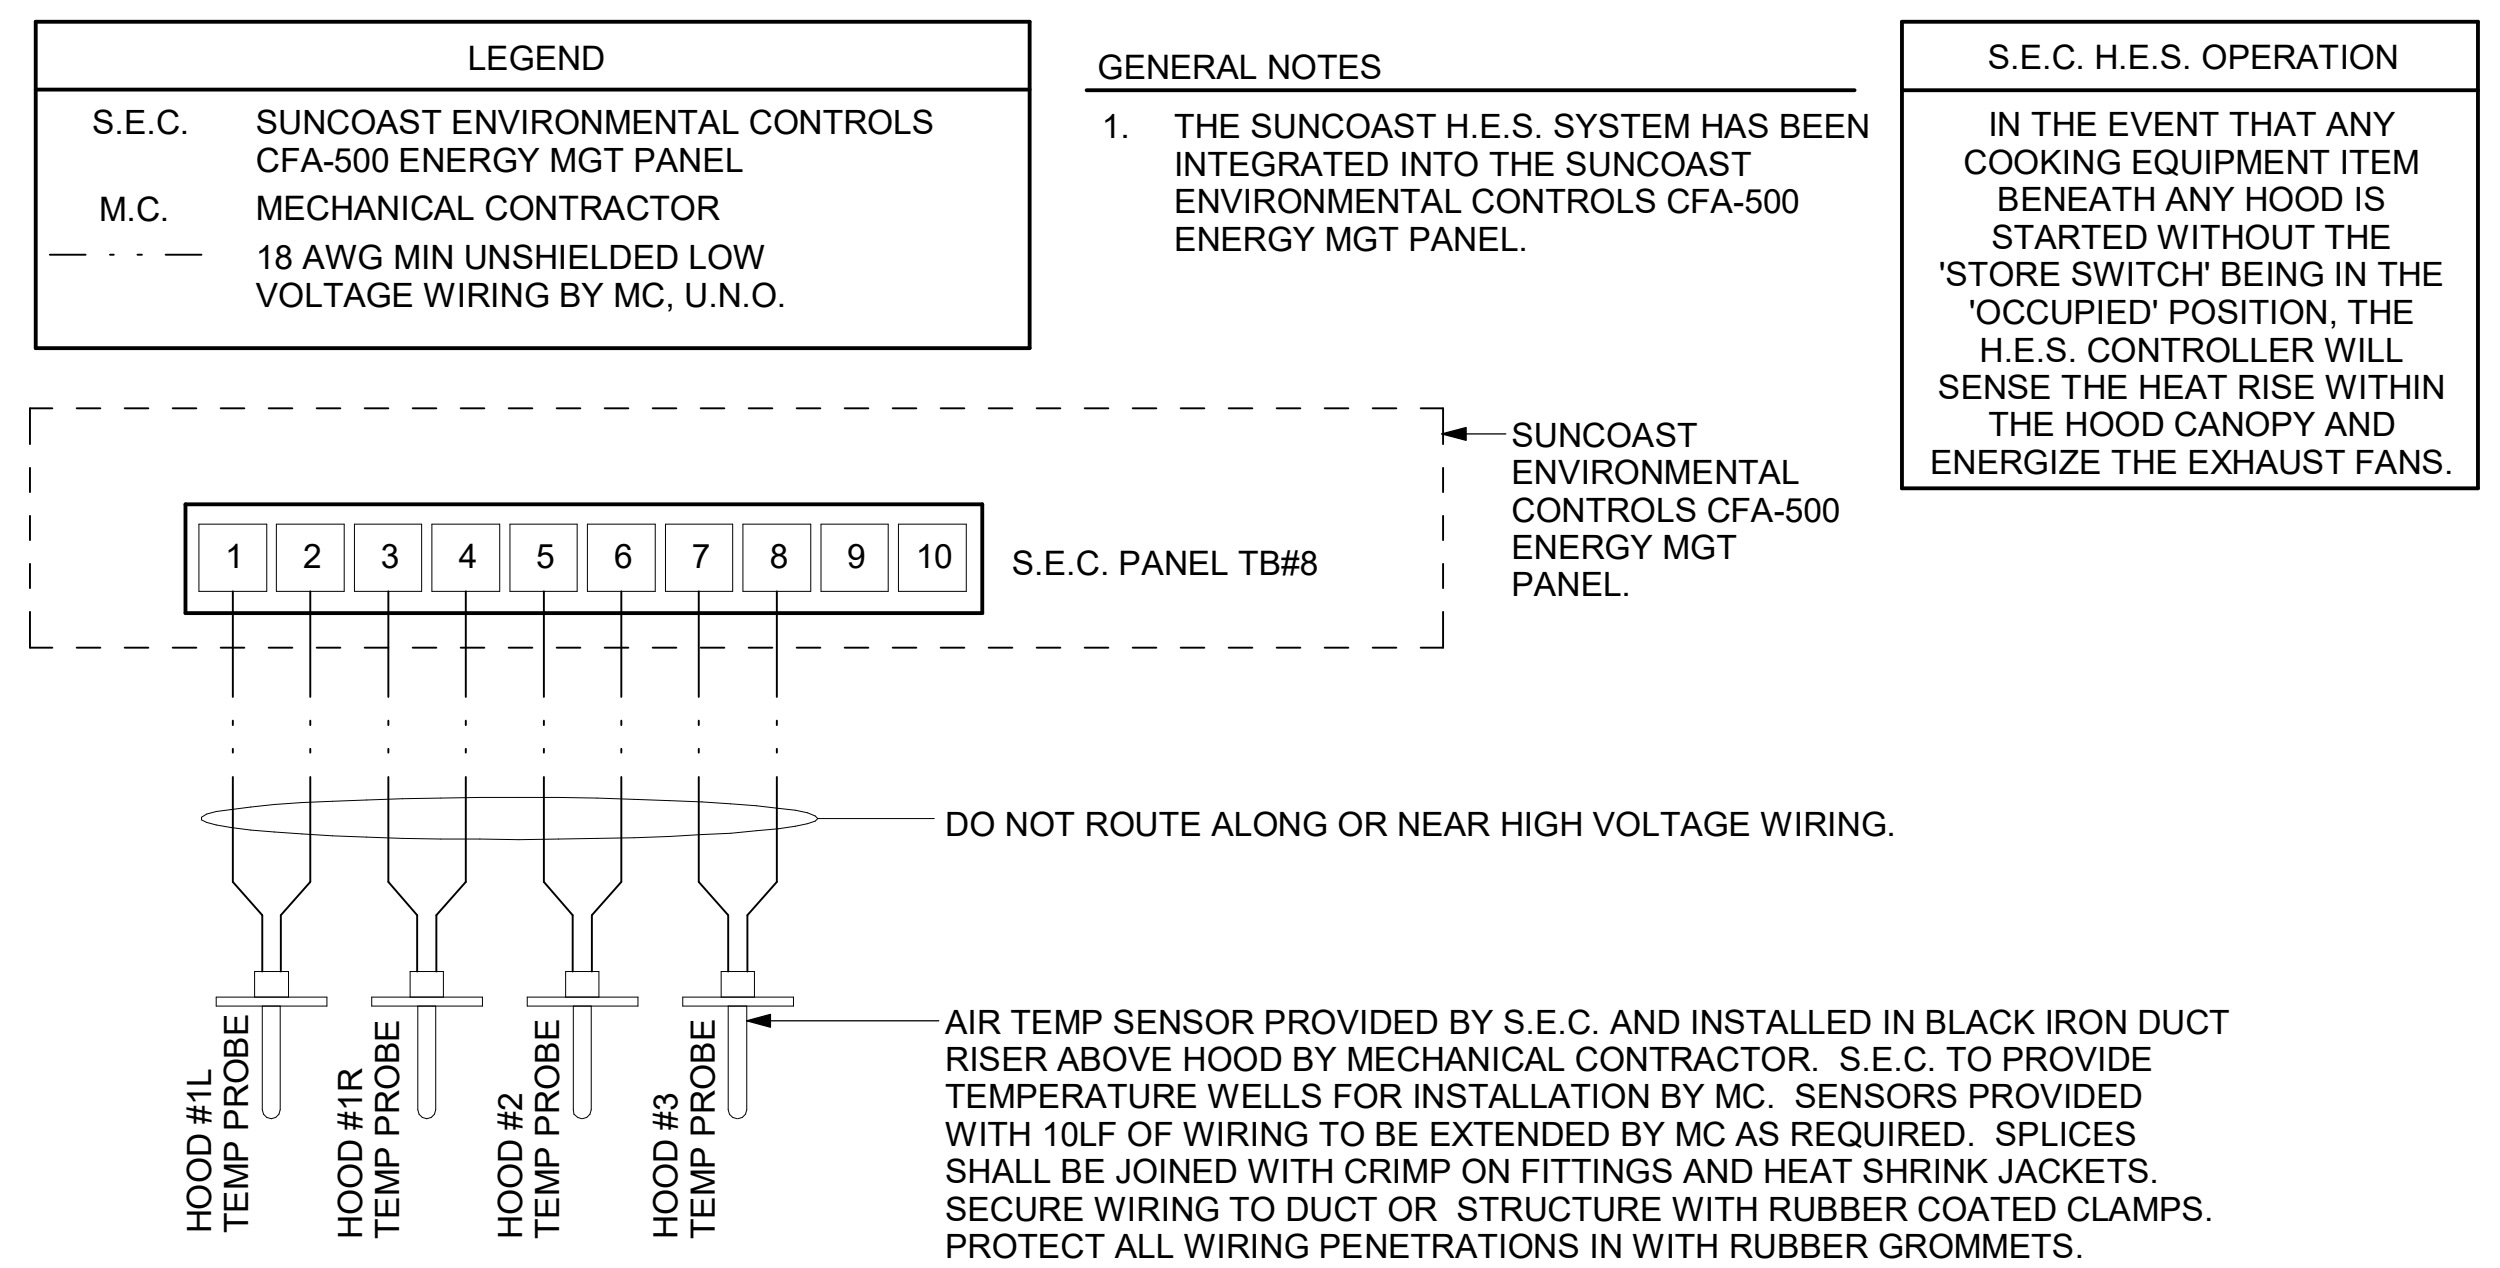 LEGEND
S.E.C. SUNCOAST ENVIRONMENTAL CONTROLS
CFA-500 ENERGY MGT PANEL
M.C. MECHANICAL CONTRACTOR
18 AWG MIN UNSHIELDED LOW
VOLTAGE WIRING BY MC, U.N.O.
GENERAL NOTES
1. THE SUNCOAST H.E.S. SYSTEM HAS BEEN
INTEGRATED INTO THE SUNCOAST
ENVIRONMENTAL CONTROLS CFA-500
ENERGY MGT PANEL.
S.E.C. H.E.S. OPERATION
IN THE EVENT THAT ANY
COOKING EQUIPMENT ITEM
BENEATH ANY HOOD IS
STARTED WITHOUT THE
'STORE SWITCH' BEING IN THE
'OCCUPIED' POSITION, THE
H.E.S. CONTROLLER WILL
SENSE THE HEAT RISE WITHIN
THE HOOD CANOPY AND
ENERGIZE THE EXHAUST FANS.
SUNCOAST
ENVIRONMENTAL
CONTROLS CFA-500
ENERGY MGT
PANEL.
1 2 3 4 5 6 7 8 9 10
S.E.C. PANEL TB#8
DO NOT ROUTE ALONG OR NEAR HIGH VOLTAGE WIRING.
HOOD #1L
TEMP PROBE
HOOD #1R
TEMP PROBE
HOOD #2
TEMP PROBE
HOOD #3
TEMP PROBE
AIR TEMP SENSOR PROVIDED BY S.E.C. AND INSTALLED IN BLACK IRON DUCT
RISER ABOVE HOOD BY MECHANICAL CONTRACTOR. S.E.C. TO PROVIDE
TEMPERATURE WELLS FOR INSTALLATION BY MC. SENSORS PROVIDED
WITH 10LF OF WIRING TO BE EXTENDED BY MC AS REQUIRED. SPLICES
SHALL BE JOINED WITH CRIMP ON FITTINGS AND HEAT SHRINK JACKETS.
SECURE WIRING TO DUCT OR STRUCTURE WITH RUBBER COATED CLAMPS.
PROTECT ALL WIRING PENETRATIONS IN WITH RUBBER GROMMETS.